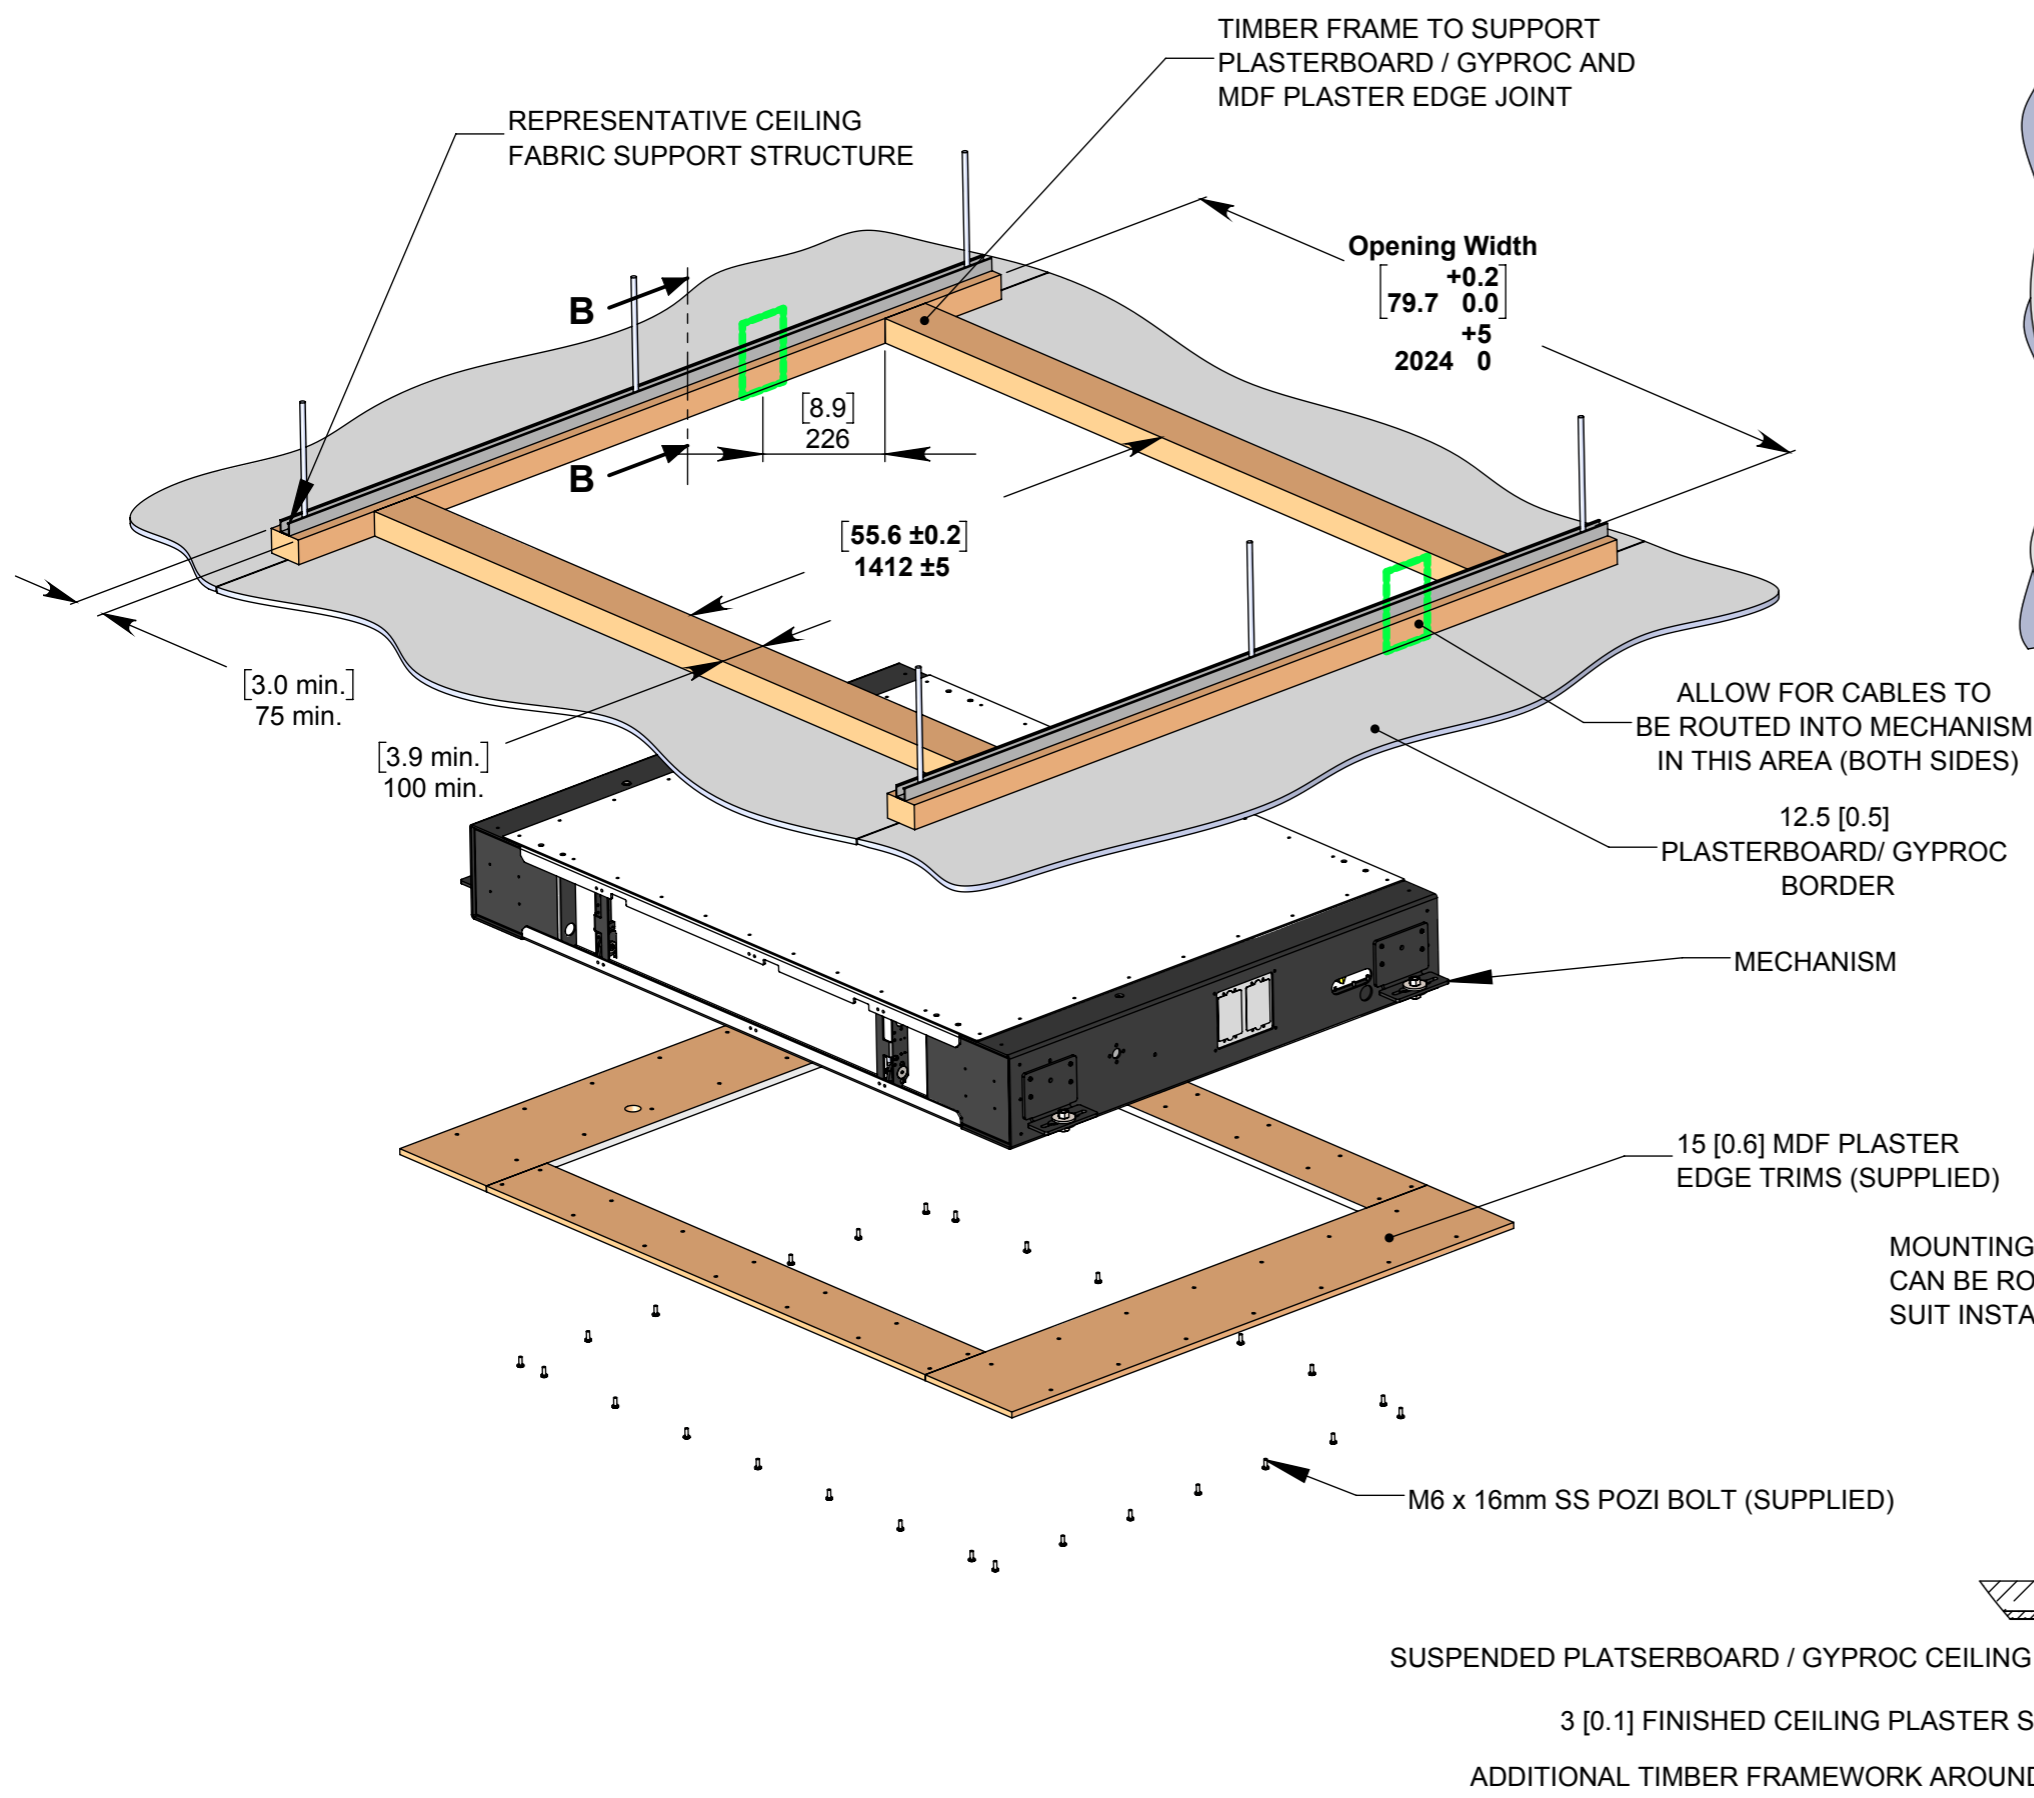 TIMBER FRAME TO SUPPORT
PLASTERBOARD / GYPROC AND
MDF PLASTER EDGE JOINT
REPRESENTATIVE CEILING
FABRIC SUPPORT STRUCTURE
Opening Width
+0.2
[79.7 0.0]
+5
2024 0
B
B
[8.9]
226
[55.6 ±0.2]
1412 ±5
[3.0 min.]
75 min.
[3.9 min.]
100 min.
ALLOW FOR CABLES TO
BE ROUTED INTO MECHANISM
IN THIS AREA (BOTH SIDES)
12.5 [0.5]
PLASTERBOARD/ GYPROC
BORDER
MECHANISM
15 [0.6] MDF PLASTER
EDGE TRIMS (SUPPLIED)
MOUNTING
CAN BE RO
SUIT INSTA
M6 x 16mm SS POZI BOLT (SUPPLIED)
SUSPENDED PLATSERBOARD / GYPROC CEILING
3 [0.1] FINISHED CEILING PLASTER S
ADDITIONAL TIMBER FRAMEWORK AROUND